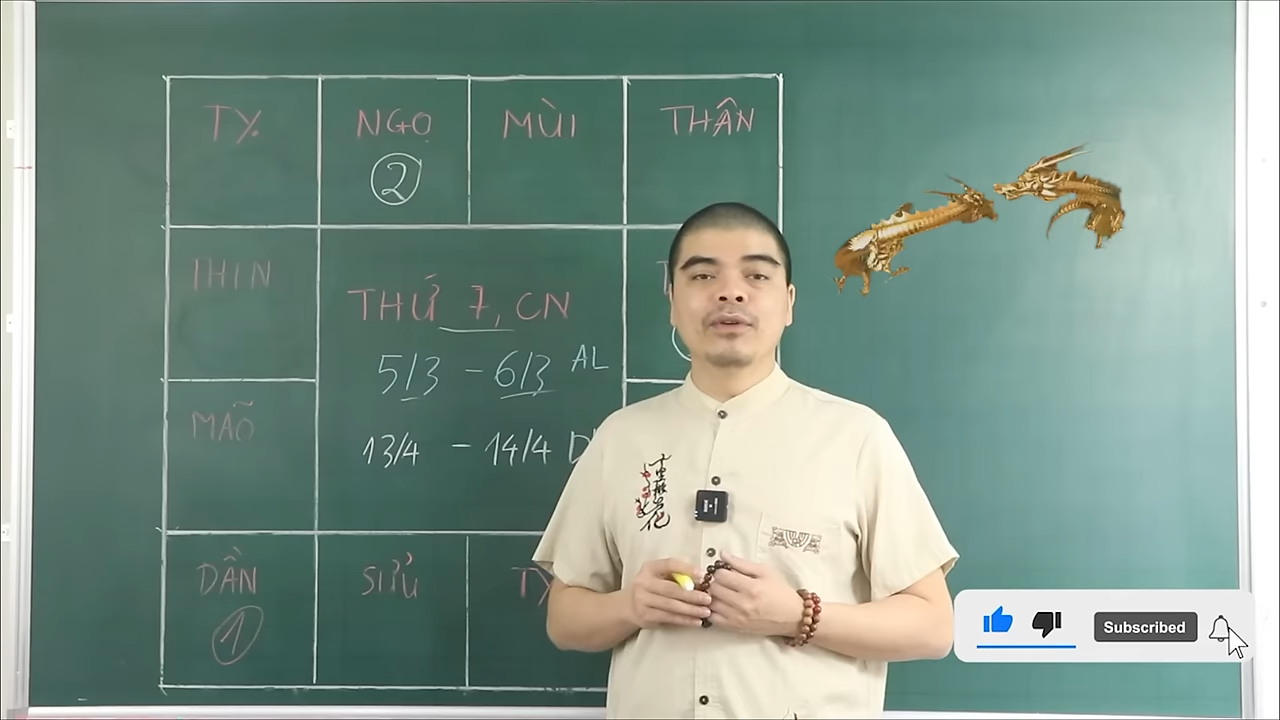 TỴ
NGỌ
MÙI
THÂN
2
THÌN
THỨ 7, CN
5/3 - 6/3 AL
MÃO
13/4 - 14/4
DẦN
SỬU
1
Subscribed